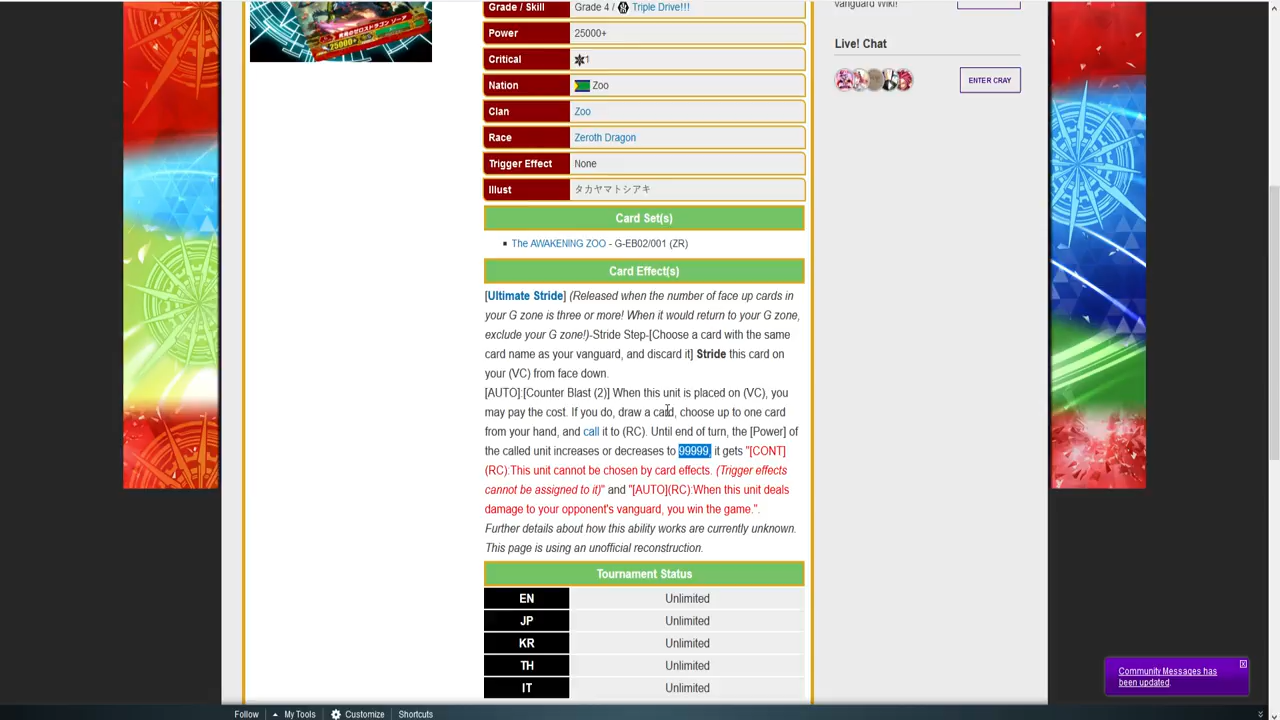 Vanguard Wiki!
Grade / Skill Grade 4 / Triple Drive!!!
Power 25000+
Live! Chat
Critical 1
ENTER CRAY
Nation Zoo
Clan Zoo
Race Zeroth Dragon
Trigger Effect None
Illust タカヤマトシアキ
Card Set(s)
The AWAKENING ZOO - G-EB02/001 (ZR)
Card Effect(s)
[Ultimate Stride] (Released when the number of face up cards in
your G zone is three or more! When it would return to your G zone,
exclude your G zone!)-Stride Step-[Choose a card with the same
card name as your vanguard, and discard it] Stride this card on
your (VC) from face down.
[AUTO]:[Counter Blast (2)] When this unit is placed on (VC), you
may pay the cost. If you do, draw a card, choose up to one card
from your hand, and call it to (RC). Until end of turn, the [Power] of
the called unit increases or decreases to 99999, it gets "[CONT]
(RC):This unit cannot be chosen by card effects. (Trigger effects
cannot be assigned to it)" and "[AUTO](RC):When this unit deals
damage to your opponent's vanguard, you win the game.".
Further details about how this ability works are currently unknown.
This page is using an unofficial reconstruction.
Tournament Status
EN Unlimited
JP Unlimited
KR Unlimited
TH Unlimited
IT Unlimited
Community Messages has
been updated.
Follow My Tools Customize Shortcuts
25000+